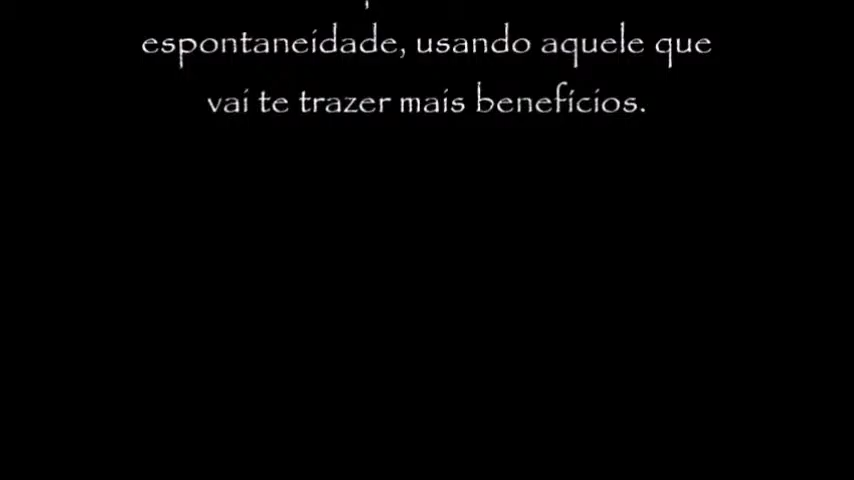 espontaneidade, usando aquele que
vai te trazer mais benefícios.